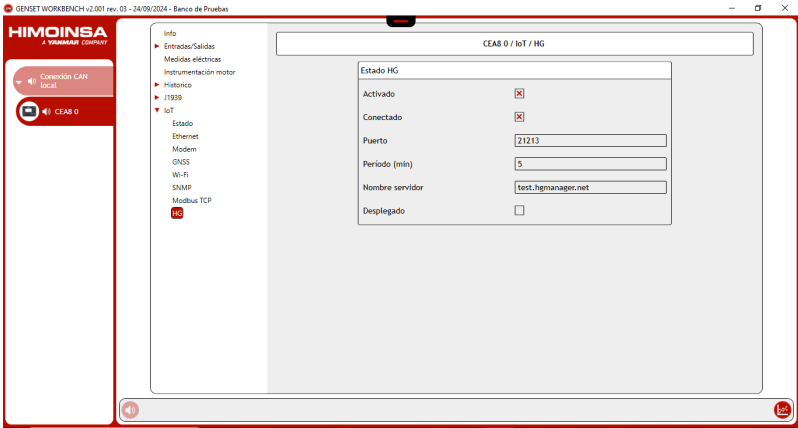 GENSET WORKBENCH v2.001 rev. 03 - 24/09/2024 - Banco de Pruebas
HIMOINSA
A YANMAR COMPANY
Conexión CAN
local
CEA8 0
Info
Entradas/Salidas
Medidas eléctricas
Instrumentación motor
Historico
J1939
IoT
Estado
Ethernet
Modem
GNSS
Wi-Fi
SNMP
Modbus TCP
HG
CEA8 0 / IoT / HG
Estado HG
Activado
Conectado
Puerto 21213
Período (min) 5
Nombre servidor test.hgmanager.net
Desplegado